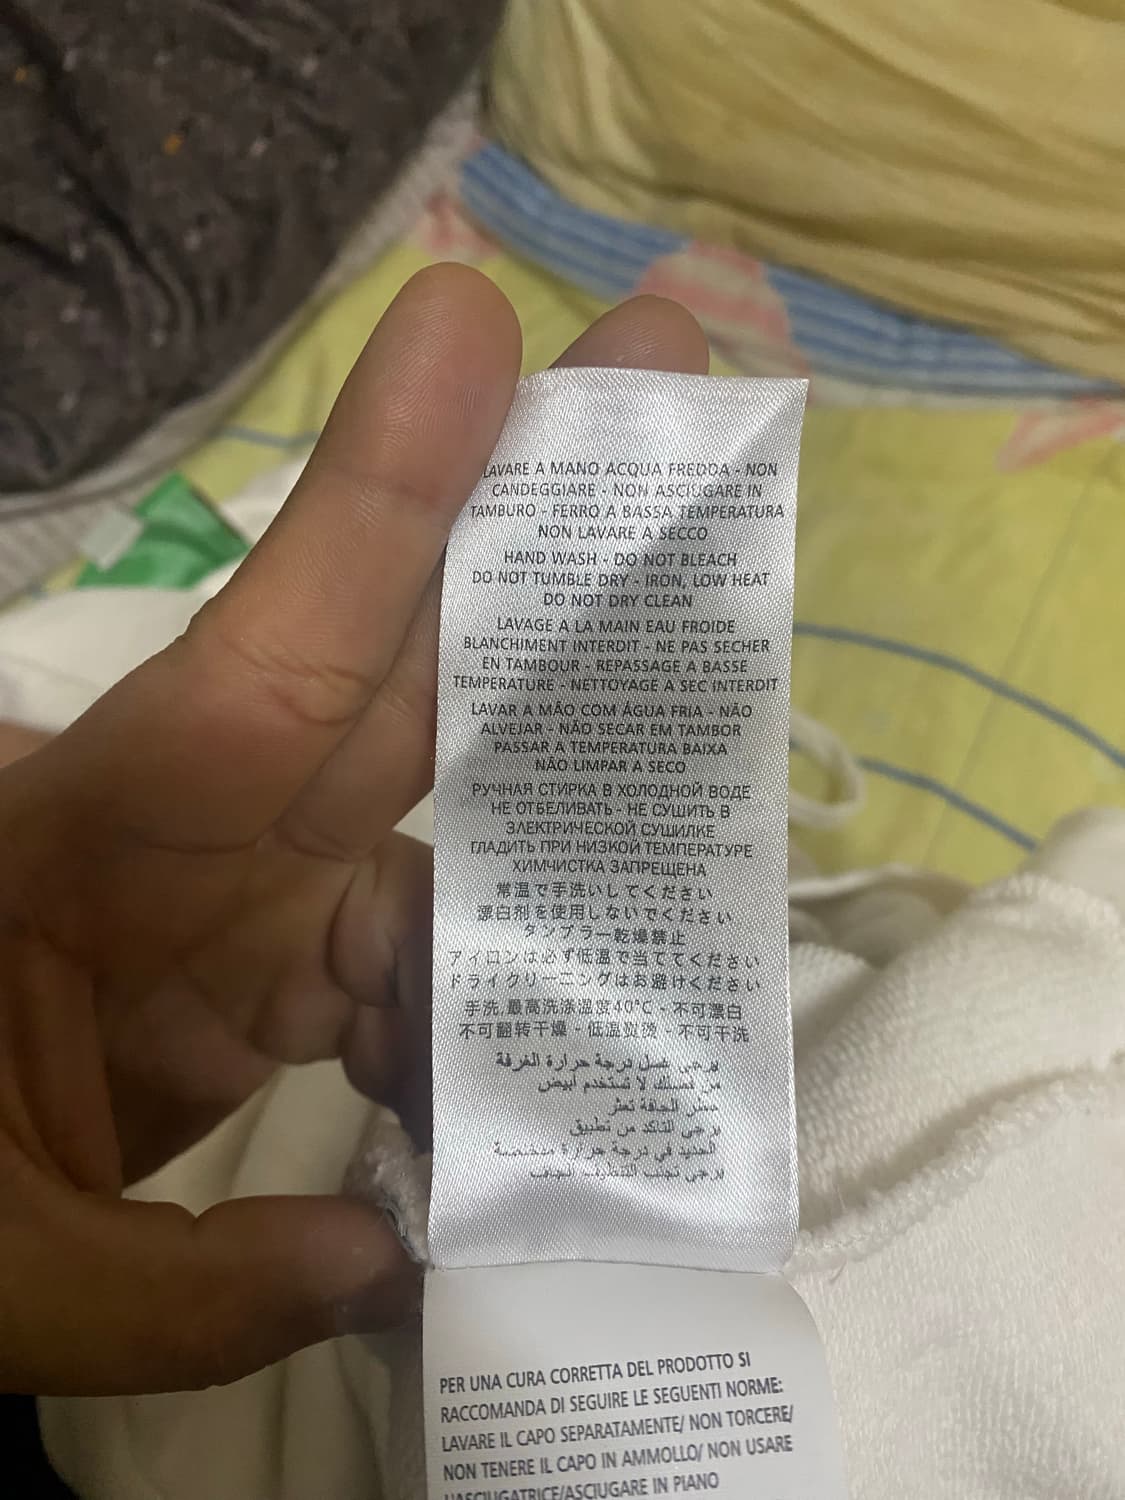 LAVARE A MANO ACQUA FREDDA - NON
CANDEGGIARE - NON ASCIUGARE IN
TAMBURO - FERRO A BASSA TEMPERATURA
NON LAVARE A SECCO
HAND WASH - DO NOT BLEACH
DO NOT TUMBLE DRY - IRON, LOW HEAT
DO NOT DRY CLEAN
LAVAGE A LA MAIN EAU FROIDE
BLANCHIMENT INTERDIT - NE PAS SECHER
EN TAMBOUR - REPASSAGE A BASSE
TEMPERATURE - NETTOYAGE A SEC INTERDIT
LAVAR A MÃO COM ÁGUA FRIA - NÃO
ALVEJAR - NÃO SECAR EM TAMBOR
PASSAR A TEMPERATURA BAIXA
NÃO LIMPAR A SECO
РУЧНАЯ СТИРКА В ХОЛОДНОЙ ВОДЕ
НЕ ОТБЕЛИВАТЬ - НЕ СУШИТЬ В
ЗЛЕКТРИЧЕСКОЙ СУШИЛКЕ
ГЛАДИТЬ ПРИ НИЗКОЙ ТЕМПЕРАТУРЕ
ХИМЧИСТКА ЗАПРЕЩЕНА
常温で手洗いしてください
漂白剤を使用しないでください
タンブラー乾燥禁止
アイロンは必ず低温で当ててください
ドライクリーニングはお避けください
手洗,最高洗涤温度40°C - 不可漂白
不可翻转干燥 - 低温熨烫 - 不可干洗
يرجى غسل درجة حرارة الغرفة
من فضلك لا تستخدم أبيض
الحافة تعثر
يرجى التأكد من تطبيق
الحديد في درجة حرارة منخفضة
يرجى تجنب التنظيف الجاف
PER UNA CURA CORRETTA DEL PRODOTTO SI
RACCOMANDA DI SEGUIRE LE SEGUENTI NORME:
LAVARE IL CAPO SEPARATAMENTE/ NON TORCERE/
NON TENERE IL CAPO IN AMMOLLO/ NON USARE
L'ASCIUGATRICE/ASCIUGARE IN PIANO